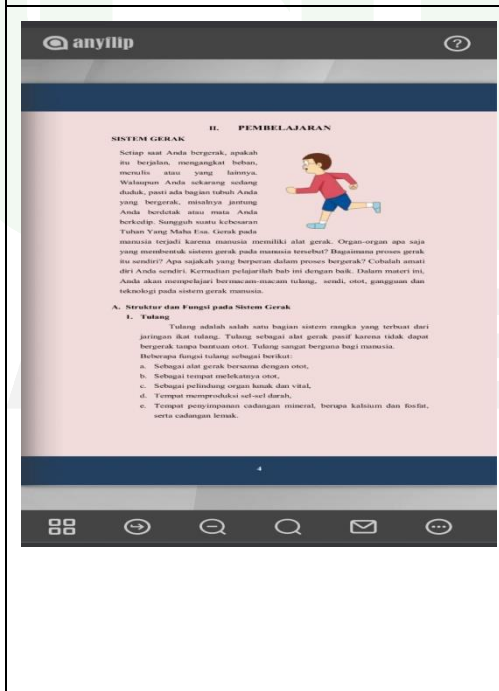 anyflip
II. PEMBELAJARAN
SISTEM GERAK
Setiap saat Anda bergerak, apakah
itu berjalan, mengangkat beban,
menulis atau yang lainnya.
Walaupun Anda sekarang sedang
duduk, pasti ada bagian tubuh Anda
yang bergerak, misalnya jantung
Anda berdetak atau mata Anda
berkedip. Sungguh suatu kebesaran
Tuhan Yang Maha Esa. Gerak pada
manusia terjadi karena manusia memiliki alat gerak. Organ-organ apa saja
yang membentuk sistem gerak pada manusia tersebut? Bagaimana proses gerak
itu sendiri? Apa sajakah yang berperan dalam proses bergerak? Cobalah amati
diri Anda sendiri. Kemudian pelajarilah bab ini dengan baik. Dalam materi ini,
Anda akan mempelajari bermacam-macam tulang, sendi, otot, gangguan dan
teknologi pada sistem gerak manusia.
A. Struktur dan Fungsi pada Sistem Gerak
1. Tulang
Tulang adalah salah satu bagian sistem rangka yang terbuat dari
jaringan ikat tulang. Tulang sebagai alat gerak pasif karena tidak dapat
bergerak tanpa bantuan otot. Tulang sangat berguna bagi manusia.
Beberapa fungsi tulang sebagai berikut:
a. Sebagai alat gerak bersama dengan otot,
b. Sebagai tempat melekatnya otot,
c. Sebagai pelindung organ lunak dan vital,
d. Tempat memproduksi sel-sel darah,
e. Tempat penyimpanan cadangan mineral, berupa kalsium dan fosfat,
serta cadangan lemak.
4